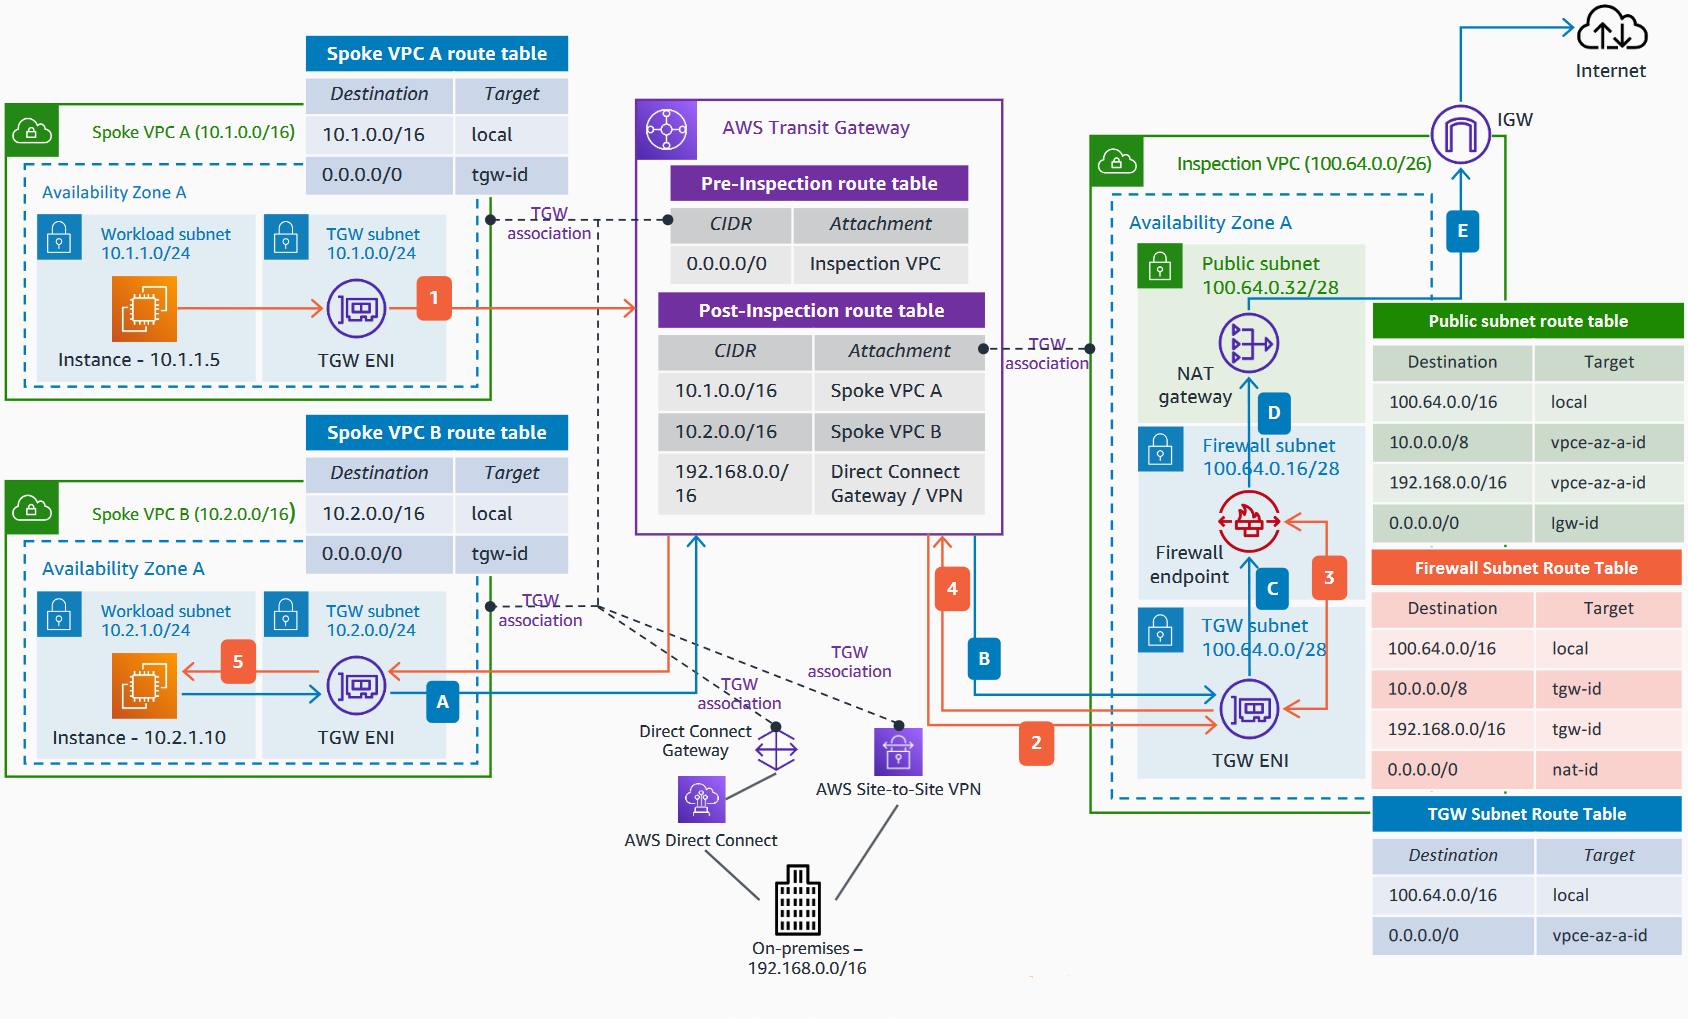 Internet
IGW
Spoke VPC A route table
Destination Target
10.1.0.0/16 local
0.0.0.0/0 tgw-id
Spoke VPC A (10.1.0.0/16)
Availability Zone A
Workload subnet
10.1.1.0/24
Instance - 10.1.1.5
TGW subnet
10.1.0.0/24
TGW ENI
1
TGW
association
Spoke VPC B route table
Destination Target
10.2.0.0/16 local
0.0.0.0/0 tgw-id
Spoke VPC B (10.2.0.0/16)
Availability Zone A
Workload subnet
10.2.1.0/24
Instance - 10.2.1.10
TGW subnet
10.2.0.0/24
TGW ENI
5
A
TGW
association
AWS Transit Gateway
Pre-Inspection route table
CIDR Attachment
0.0.0.0/0 Inspection VPC
Post-Inspection route table
CIDR Attachment
10.1.0.0/16 Spoke VPC A
10.2.0.0/16 Spoke VPC B
192.168.0.0/ Direct Connect
16 Gateway / VPN
TGW
association
4
B
2
TGW
association
TGW
association
Direct Connect
Gateway
AWS Direct Connect
AWS Site-to-Site VPN
On-premises –
192.168.0.0/16
Inspection VPC (100.64.0.0/26)
Availability Zone A
E
Public subnet
100.64.0.32/28
NAT
gateway
D
Firewall subnet
100.64.0.16/28
Firewall
endpoint
C
3
TGW subnet
100.64.0.0/28
TGW ENI
Public subnet route table
Destination Target
100.64.0.0/16 local
10.0.0.0/8 vpce-az-a-id
192.168.0.0/16 vpce-az-a-id
0.0.0.0/0 Igw-id
Firewall Subnet Route Table
Destination Target
100.64.0.0/16 local
10.0.0.0/8 tgw-id
192.168.0.0/16 tgw-id
0.0.0.0/0 nat-id
TGW Subnet Route Table
Destination Target
100.64.0.0/16 local
0.0.0.0/0 vpce-az-a-id